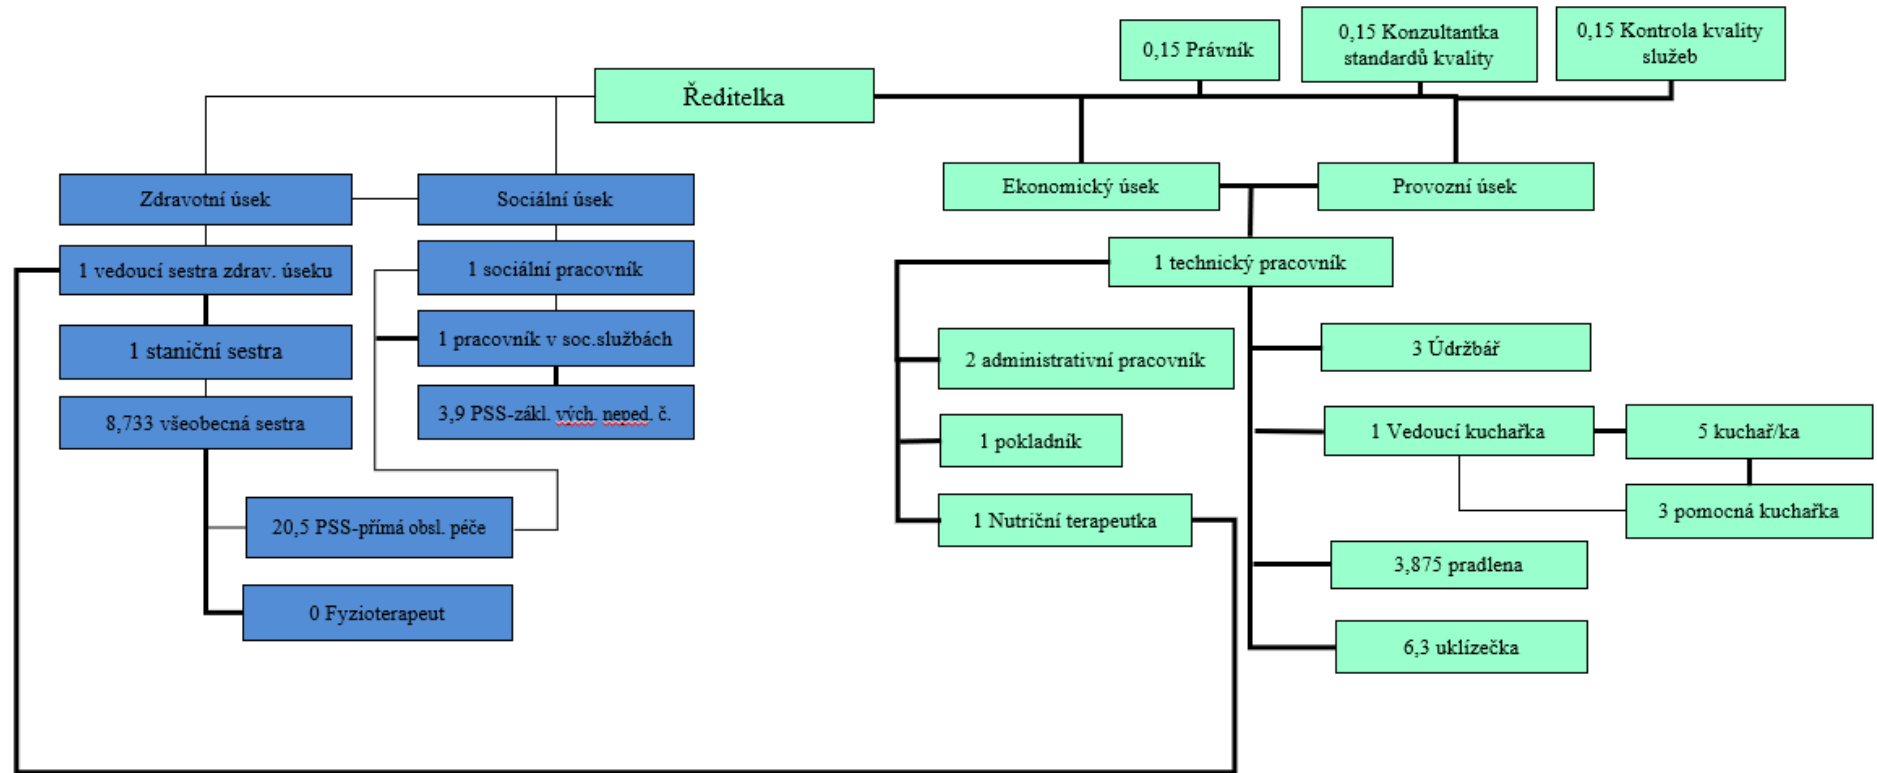 0,15 Právník
0,15 Konzultantka
standardů kvality
0,15 Kontrola kvality
služeb
Ředitelka
Zdravotní úsek
Sociální úsek
Ekonomický úsek
Provozní úsek
1 vedoucí sestra zdrav. úseku
1 sociální pracovník
1 technický pracovník
1 staniční sestra
1 pracovník v soc.službách
2 administrativní pracovník
3 Údržbář
8,733 všeobecná sestra
3,9 PSS-zákl. vých. neped. č.
1 pokladník
1 Vedoucí kuchařka
5 kuchař/ka
20,5 PSS-přímá obsl. péče
1 Nutriční terapeutka
3 pomocná kuchařka
0 Fyzioterapeut
3,875 pradlena
6,3 uklízečka